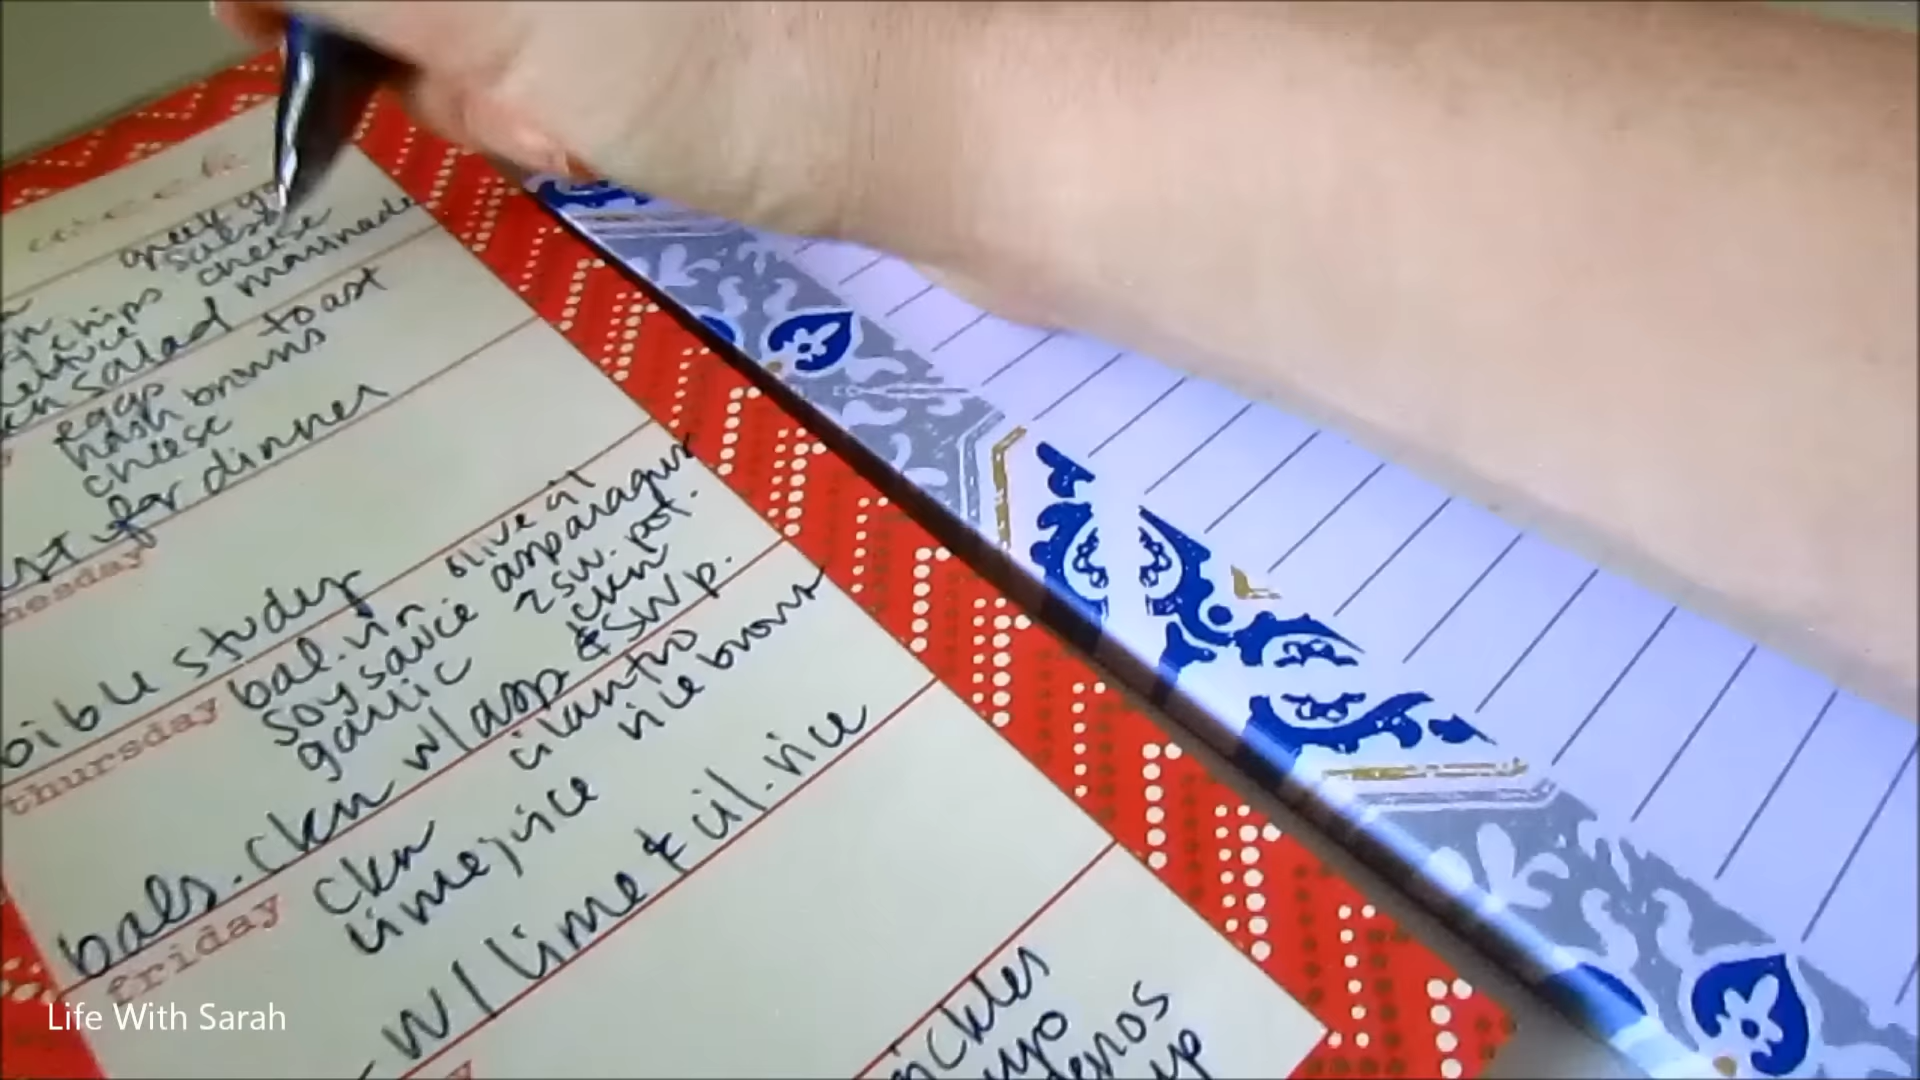 greek
salsa
chips cheese
lettuce
salad marinade
eggs toast
hash browns
cheese
for dinner
bible study
thursday bal. vin olive oil
soy sauce asparagus
garlic 2 sw. pot.
ckn
bals. ckn w/ asp & sw p.
friday ckn cilantro
lime juice rice brown
w/ lime & cil. rice
Life With Sarah